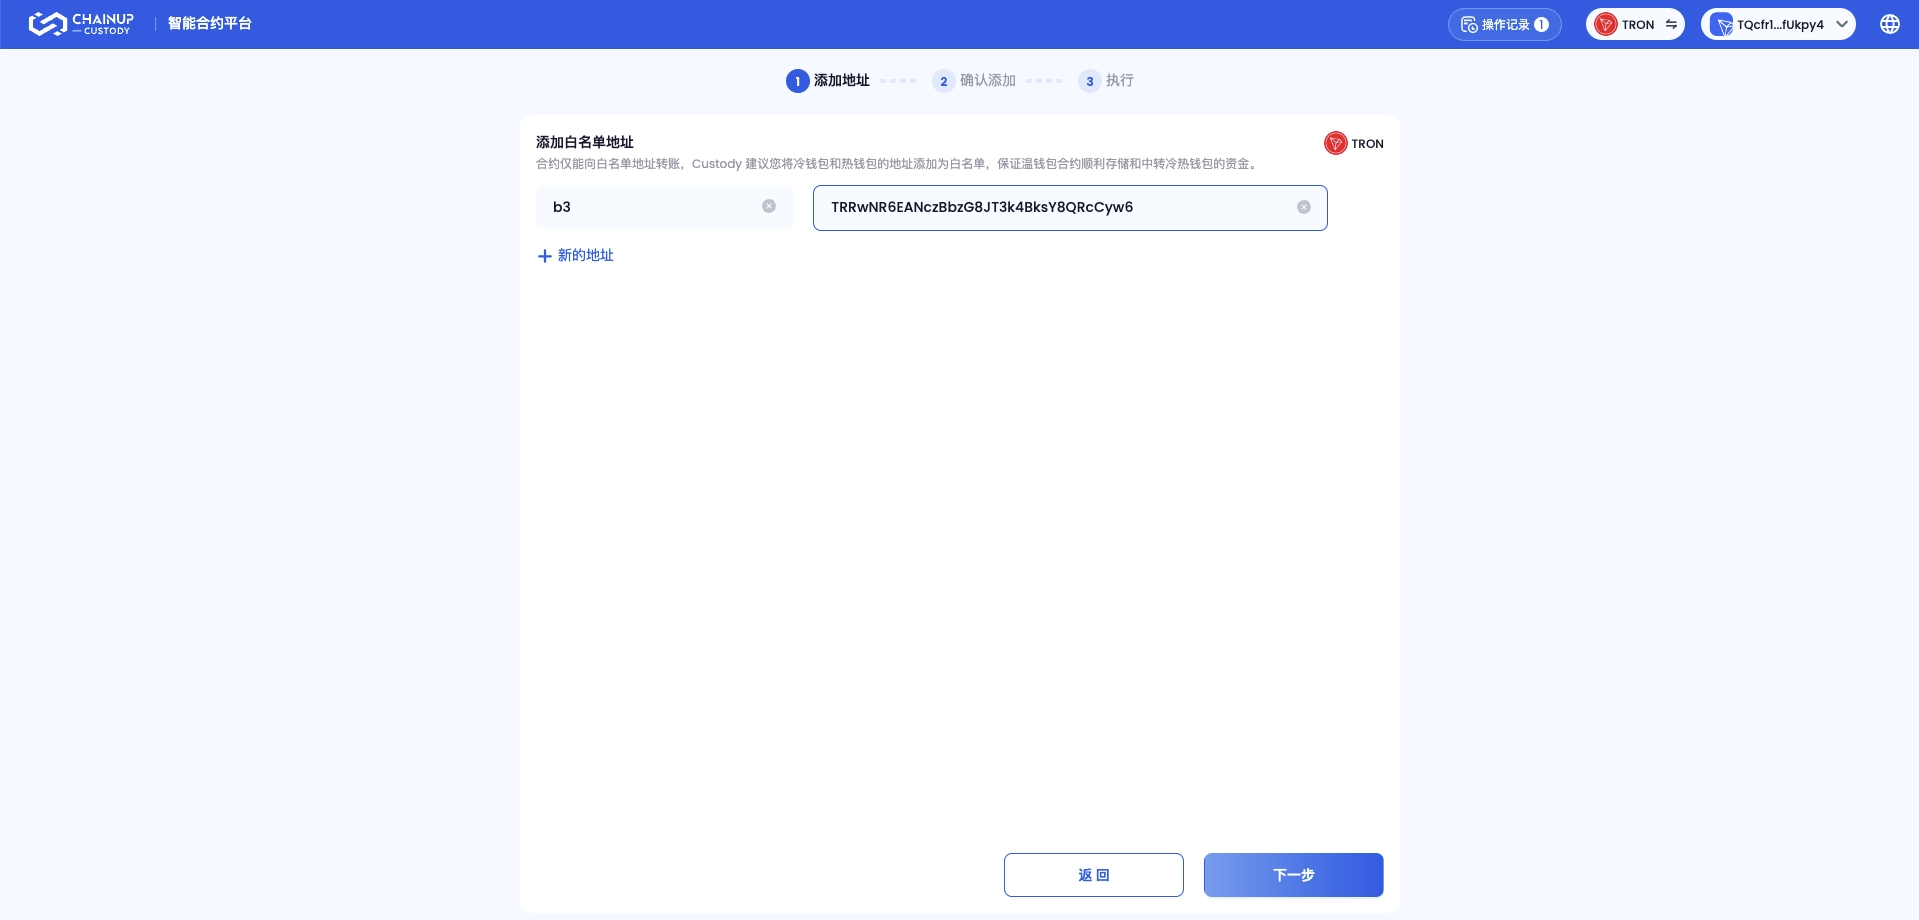 CHAINUP
CUSTODY
智能合约平台
操作记录 1
TRON
TQcfr1...fUkpy4
1 添加地址
2 确认添加
3 执行
添加白名单地址
TRON
合约仅能向白名单地址转账，Custody 建议您将冷钱包和热钱包的地址添加为白名单，保证温钱包合约顺利存储和中转冷热钱包的资金。
b3
TRRwNR6EANczBbzG8JT3k4BksY8QRcCyw6
新的地址
返 回
下一步